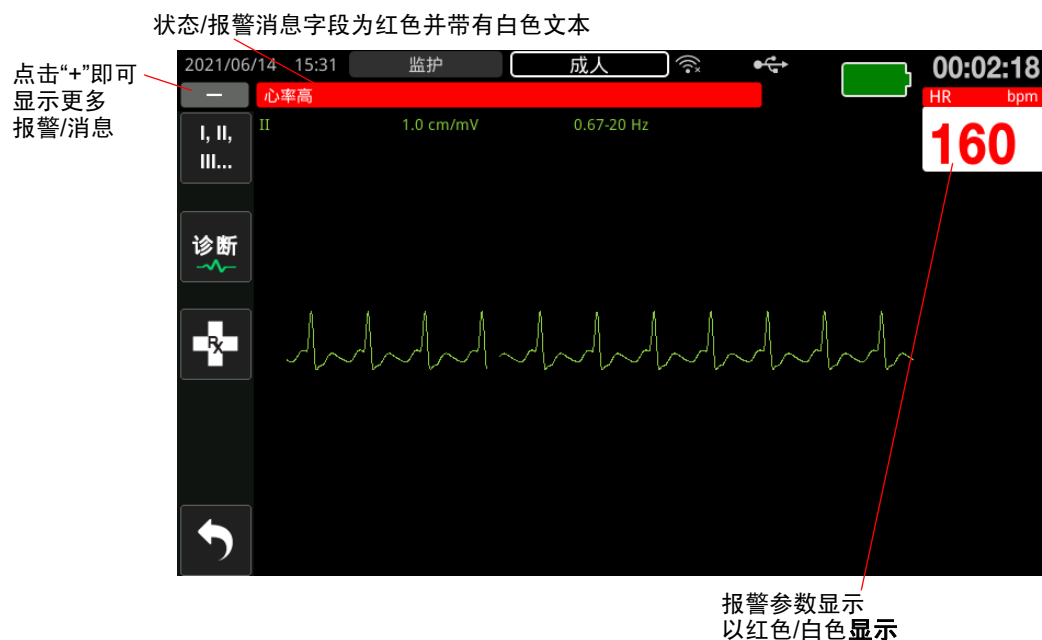 状态/报警消息字段为红色并带有白色文本
点击“+”即可
显示更多
报警/消息
2021/06/14 15:31 监护 成人 00:02:18
心率高 HR bpm
I, II,
III...
II 1.0 cm/mV 0.67-20 Hz
160
诊断
Rx
报警参数显示
以红色/白色显示